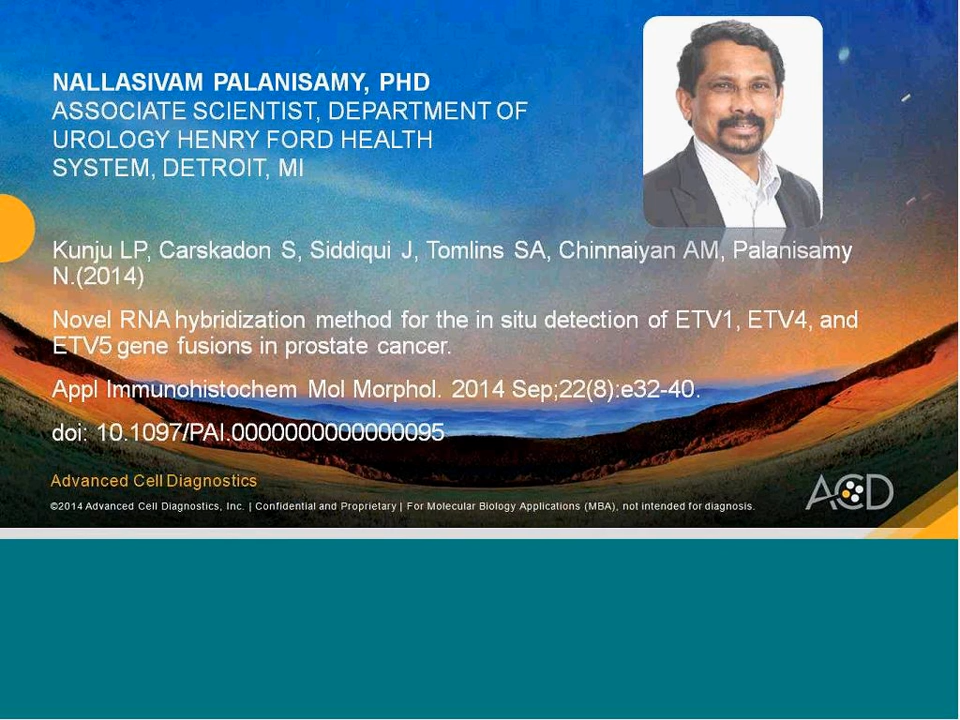 NALLASIVAM PALANISAMY, PHD
ASSOCIATE SCIENTIST, DEPARTMENT OF
UROLOGY HENRY FORD HEALTH
SYSTEM, DETROIT, MI
Kunju LP, Carskadon S, Siddiqui J, Tomlins SA, Chinnaiyan AM, Palanisamy
N.(2014)
Novel RNA hybridization method for the in situ detection of ETV1, ETV4, and
ETV5 gene fusions in prostate cancer.
Appl Immunohistochem Mol Morphol. 2014 Sep;22(8):e32-40.
doi: 10.1097/PAI.0000000000000095
Advanced Cell Diagnostics
©2014 Advanced Cell Diagnostics, Inc. | Confidential and Proprietary | For Molecular Biology Applications (MBA), not intended for diagnosis.
ACD